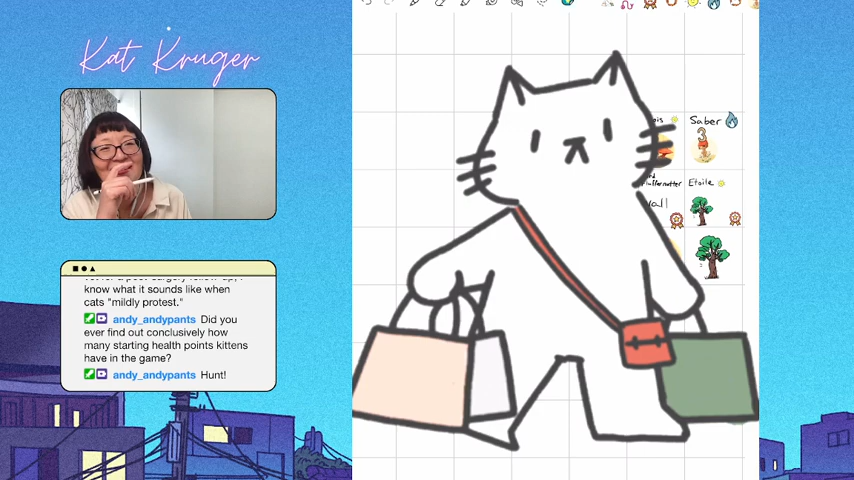 Kat Kruger
know what it sounds like when
cats "mildly protest."
andy_andypants Did you
ever find out conclusively how
many starting health points kittens
have in the game?
andy_andypants Hunt!
Saber
3
Etoile